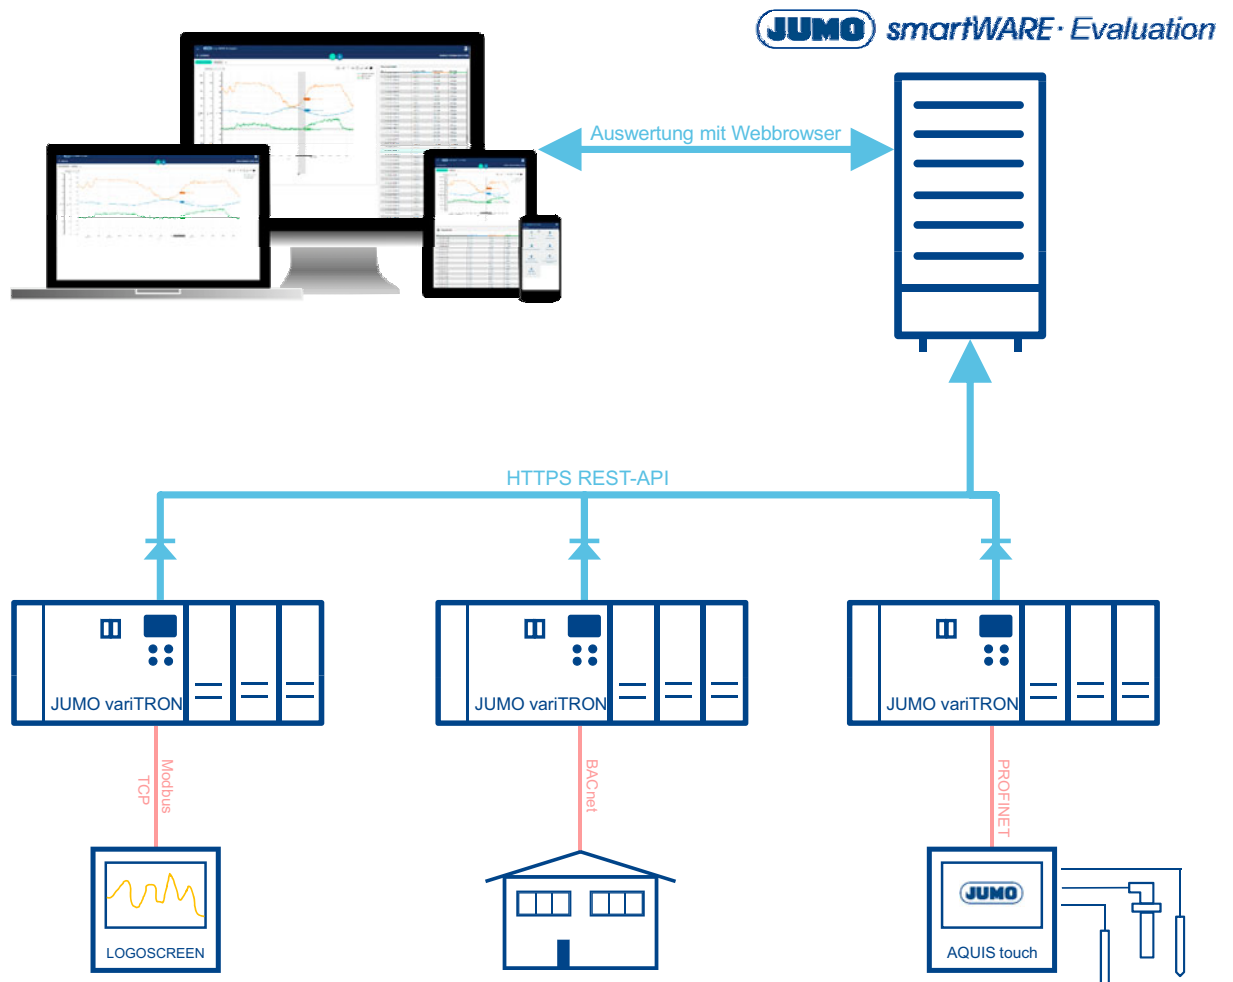 JUMO smartWARE · Evaluation
Auswertung mit Webbrowser
HTTPS REST-API
JUMO variTRON
JUMO variTRON
JUMO variTRON
Modbus
TCP
BACnet
PROFINET
LOGOSCREEN
JUMO
AQUIS touch